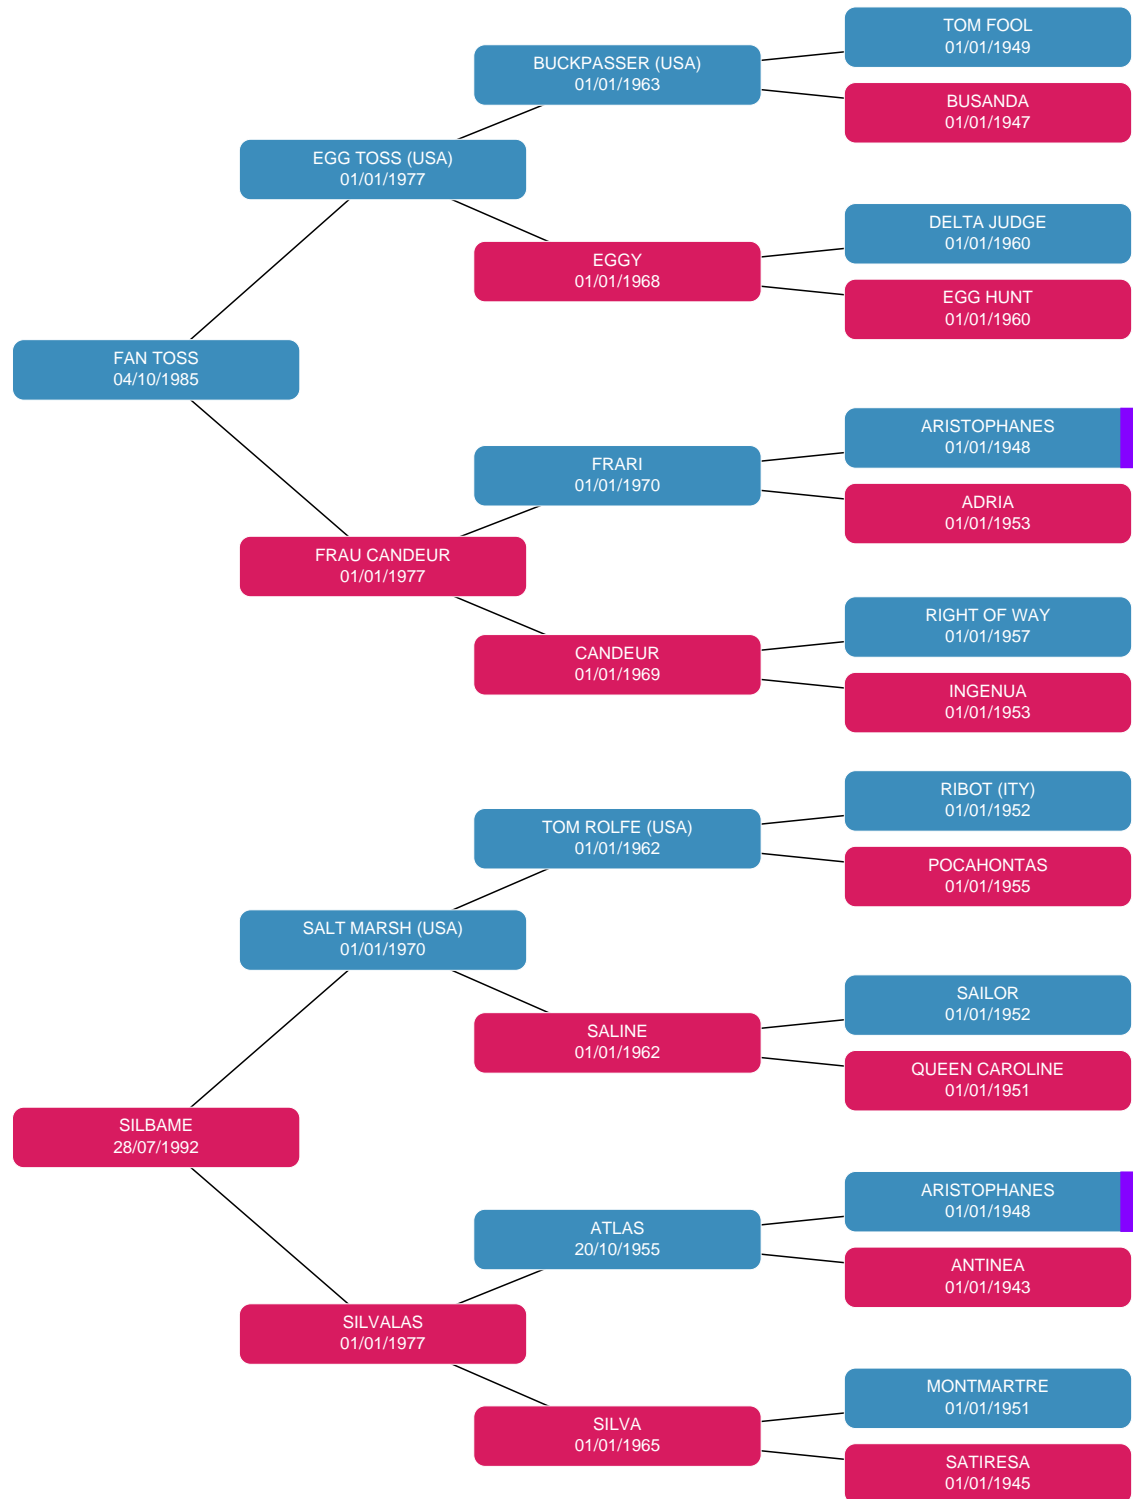 TOM FOOL
01/01/1949
BUCKPASSER (USA)
01/01/1963
BUSANDA
01/01/1947
EGG TOSS (USA)
01/01/1977
DELTA JUDGE
01/01/1960
EGGY
01/01/1968
EGG HUNT
01/01/1960
FAN TOSS
04/10/1985
ARISTOPHANES
01/01/1948
FRARI
01/01/1970
ADRIA
01/01/1953
FRAU CANDEUR
01/01/1977
RIGHT OF WAY
01/01/1957
CANDEUR
01/01/1969
INGENUA
01/01/1953
RIBOT (ITY)
01/01/1952
TOM ROLFE (USA)
01/01/1962
POCAHONTAS
01/01/1955
SALT MARSH (USA)
01/01/1970
SAILOR
01/01/1952
SALINE
01/01/1962
QUEEN CAROLINE
01/01/1951
SILBAME
28/07/1992
ARISTOPHANES
01/01/1948
ATLAS
20/10/1955
ANTINEA
01/01/1943
SILVALAS
01/01/1977
MONTMARTRE
01/01/1951
SILVA
01/01/1965
SATIRESA
01/01/1945